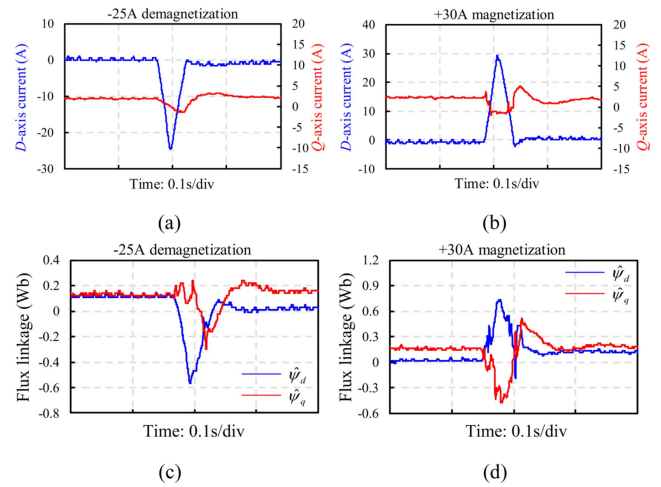 -25A demagnetization
D-axis current (A)
10
0
-10
-20
-30
20
15
10
5
0
-5
-10
-15
Q-axis current (A)
Time: 0.1s/div
(a)
+30A magnetization
D-axis current (A)
40
30
20
10
0
-10
20
15
10
5
0
-5
-10
-15
Q-axis current (A)
Time: 0.1s/div
(b)
-25A demagnetization
Flux linkage (Wb)
0.4
0.2
0
-0.2
-0.4
-0.6
-0.8
ψ̂d
ψ̂q
Time: 0.1s/div
(c)
+30A magnetization
Flux linkage (Wb)
1.2
0.9
0.6
0.3
0
-0.3
-0.6
ψ̂d
ψ̂q
Time: 0.1s/div
(d)